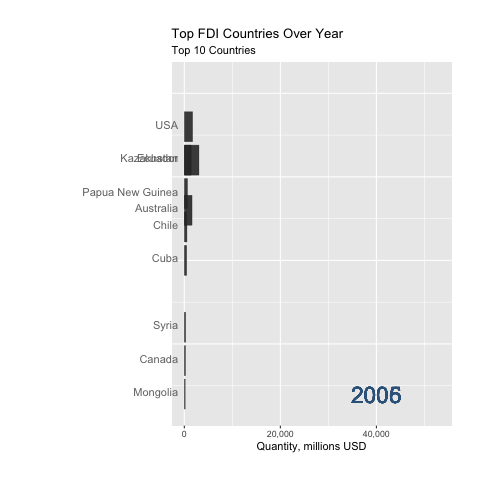 Top FDI Countries Over Year
Top 10 Countries
USA
Papua New Guinea
Australia
Chile
Cuba
Syria
Canada
Mongolia
0
20,000
40,000
Quantity, millions USD